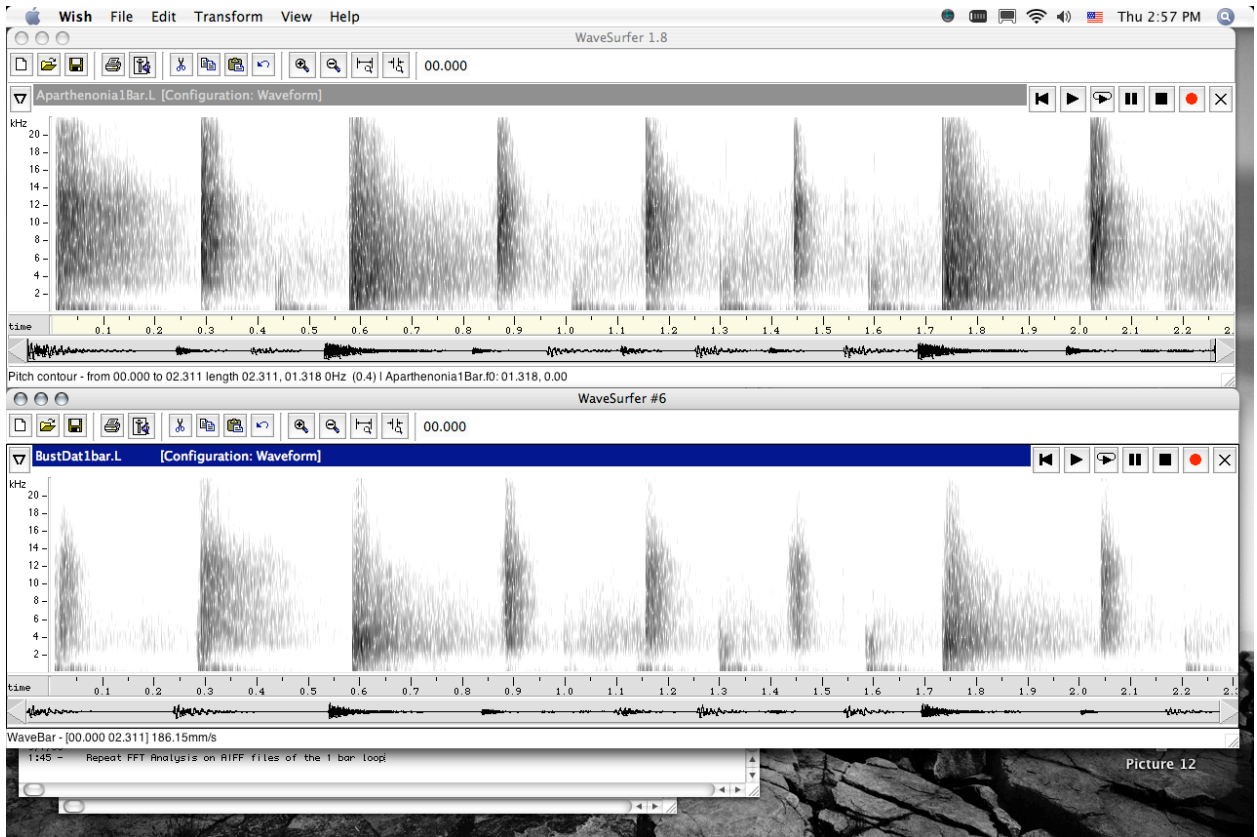 Wish File Edit Transform View Help Thu 2:57 PM
WaveSurfer 1.8
00.000
Aparthenonia1Bar.L [Configuration: Waveform]
kHz
20
18
16
14
12
10
8
6
4
2
time 0.1 0.2 0.3 0.4 0.5 0.6 0.7 0.8 0.9 1.0 1.1 1.2 1.3 1.4 1.5 1.6 1.7 1.8 1.9 2.0 2.1 2.2 2.
Pitch contour - from 00.000 to 02.311 length 02.311, 01.318 0Hz (0.4) | Aparthenonia1Bar.f0: 01.318, 0.00
WaveSurfer #6
00.000
BustDat1bar.L [Configuration: Waveform]
kHz
20
18
16
14
12
10
8
6
4
2
time 0.1 0.2 0.3 0.4 0.5 0.6 0.7 0.8 0.9 1.0 1.1 1.2 1.3 1.4 1.5 1.6 1.7 1.8 1.9 2.0 2.1 2.2 2.3
WaveBar - [00.000 02.311] 186.15mm/s
1:45 - Repeat FFT Analysis on AIFF files of the 1 bar loop
Picture 12